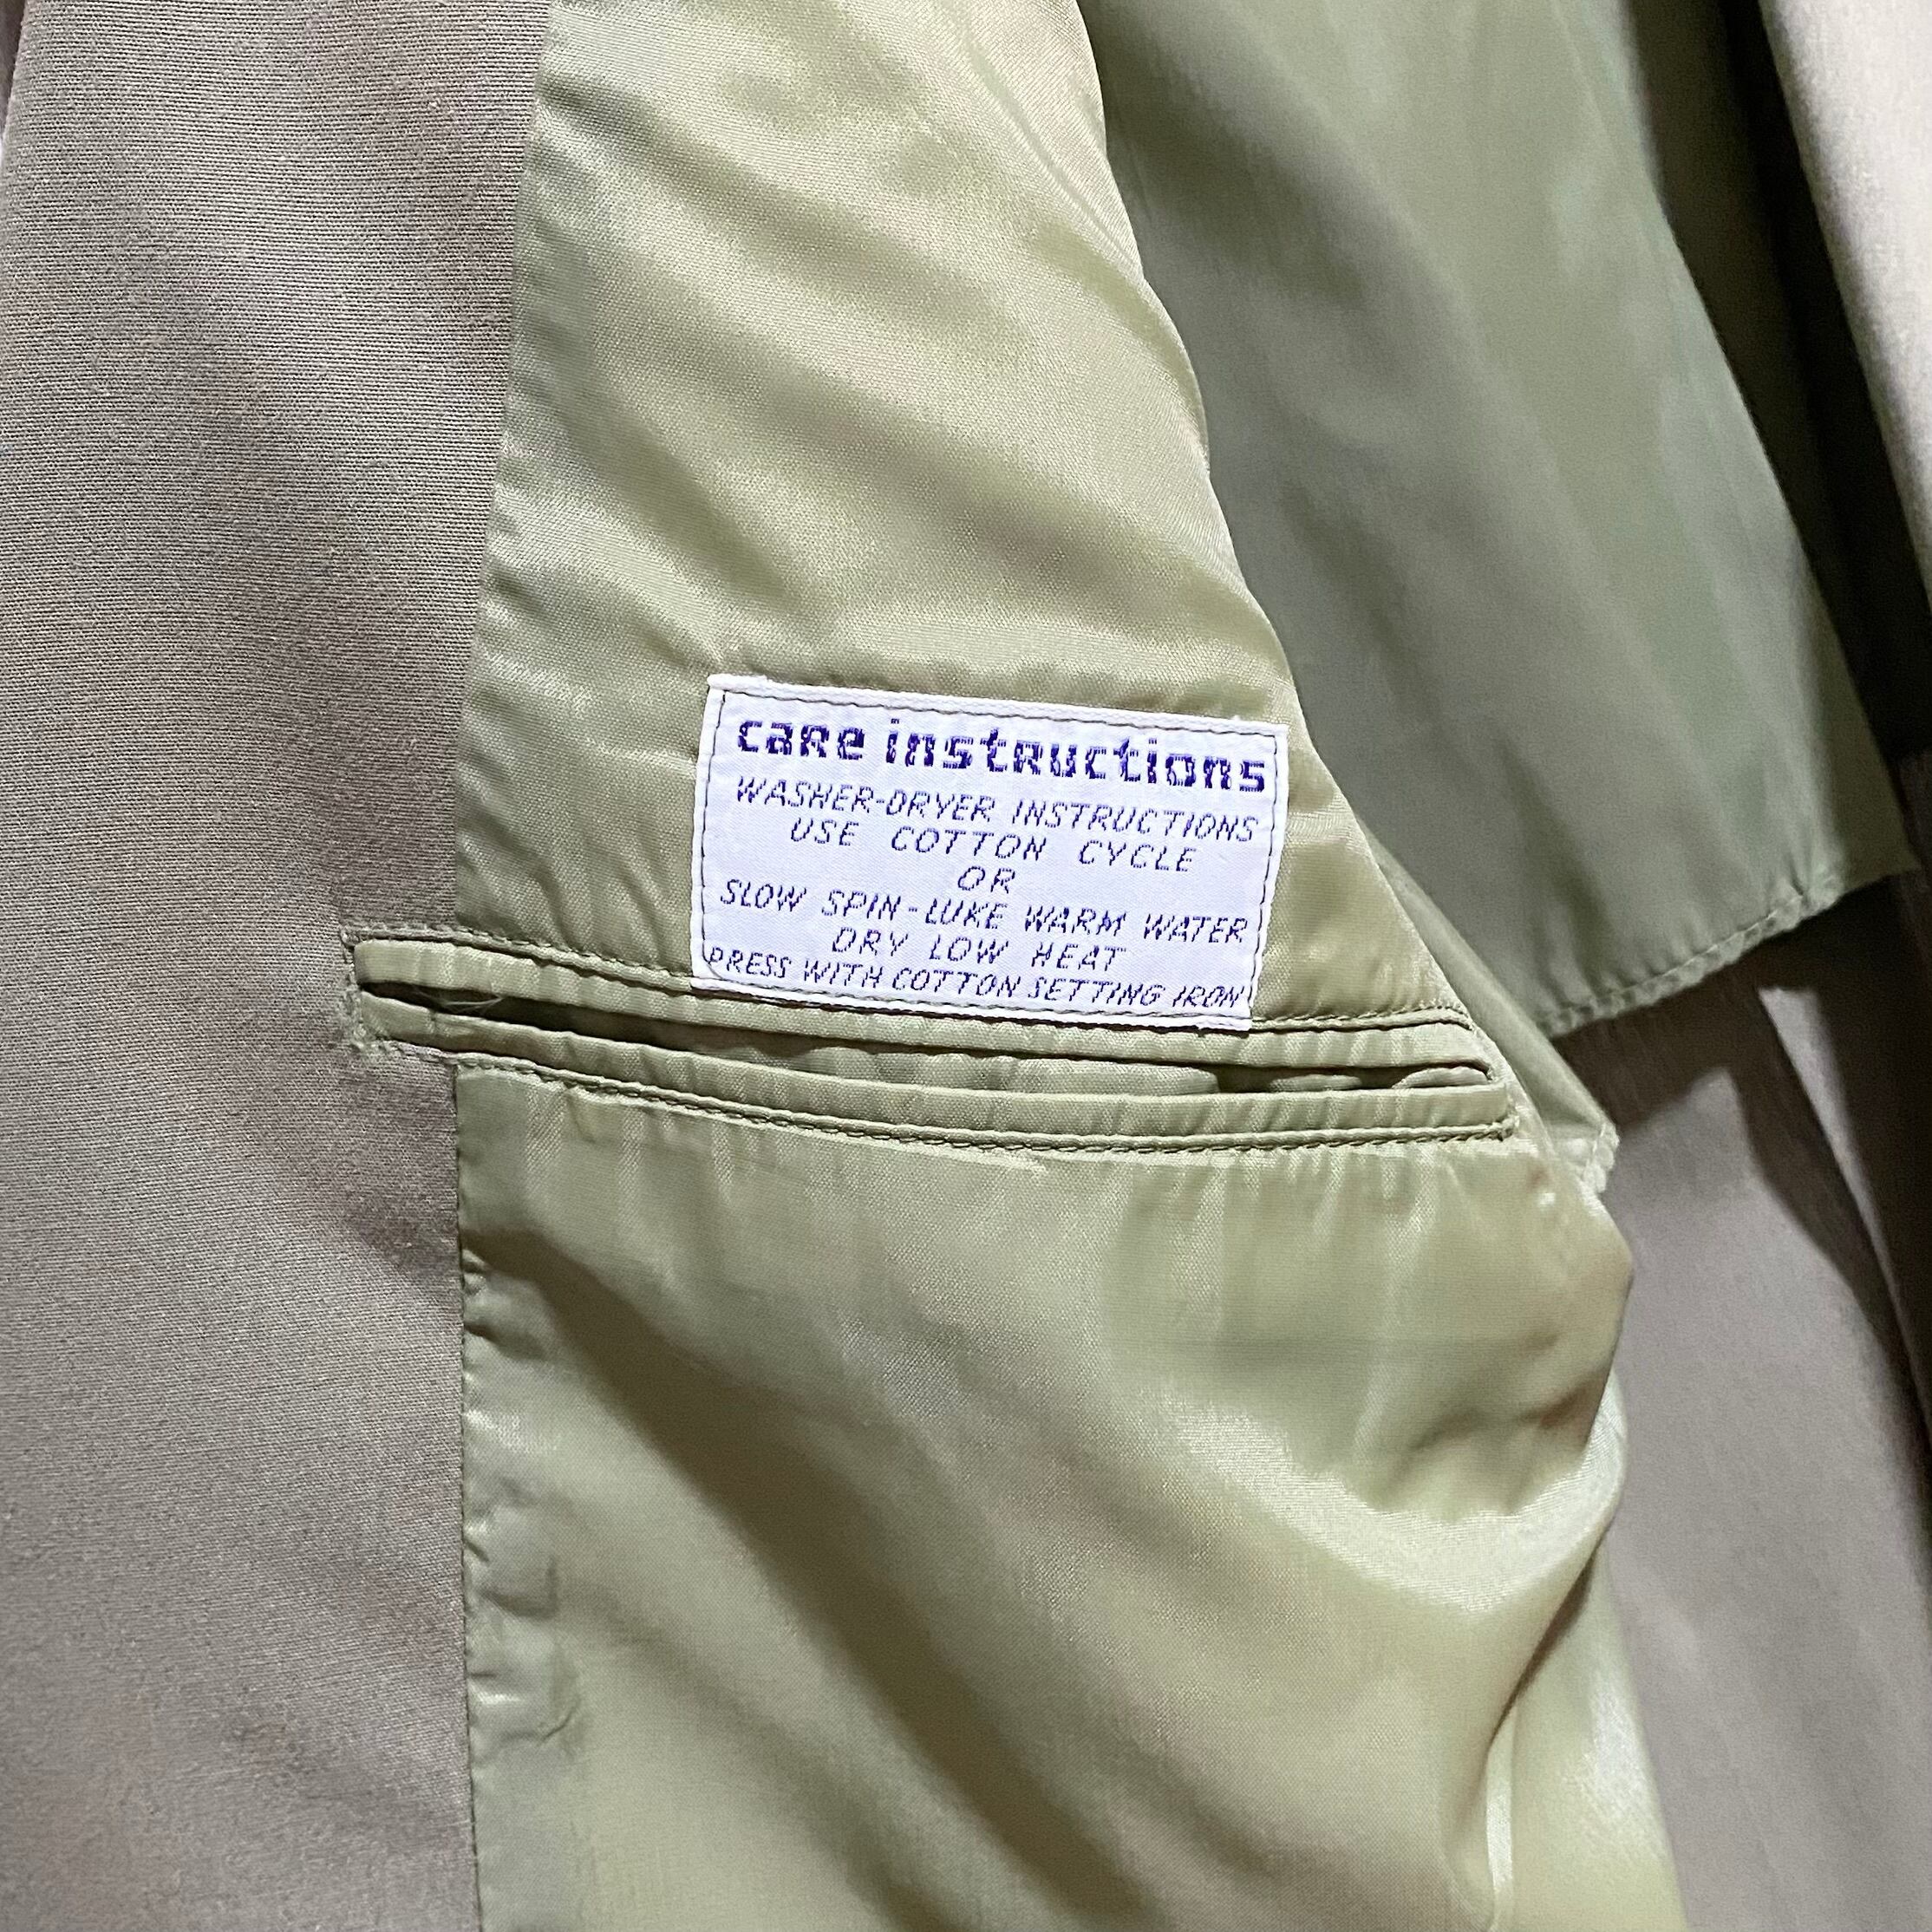 care instructions
WASHER-DRYER INSTRUCTIONS
USE COTTON CYCLE
OR
SLOW SPIN-LUKE WARM WATER
DRY LOW HEAT
PRESS WITH COTTON SETTING IRON